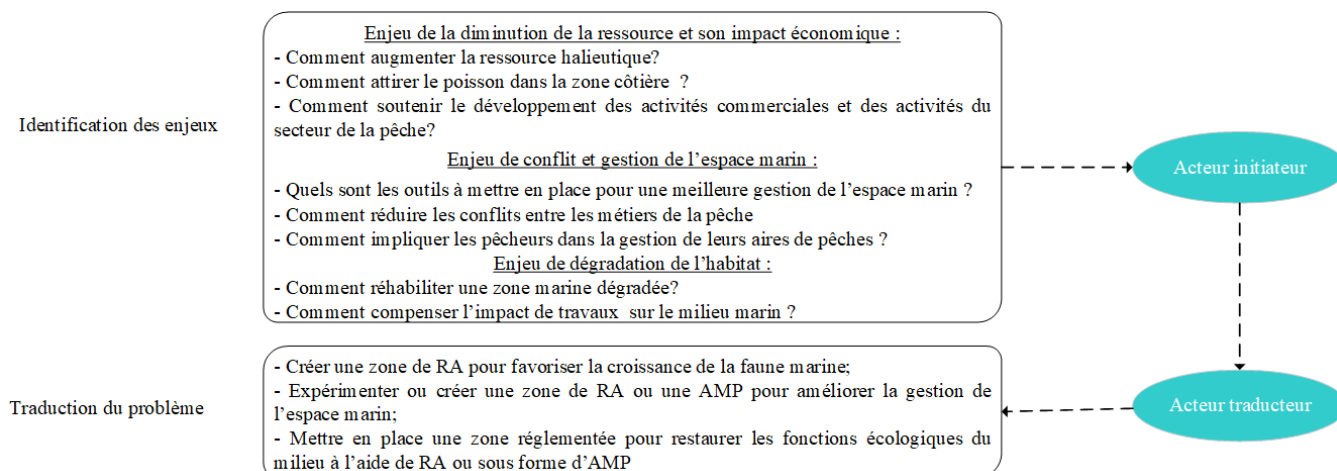 Enjeu de la diminution de la ressource et son impact économique :
- Comment augmenter la ressource halieutique?
- Comment attirer le poisson dans la zone côtière  ?
- Comment soutenir le développement des activités commerciales et des activités du
secteur de la pêche?
Identification des enjeux
Enjeu de conflit et gestion de l’espace marin :
- Quels sont les outils à mettre en place pour une meilleure gestion de l’espace marin ?
- Comment réduire les conflits entre les métiers de la pêche
- Comment impliquer les pêcheurs dans la gestion de leurs aires de pêches ?
Enjeu de dégradation de l’habitat :
- Comment réhabiliter une zone marine dégradée?
- Comment compenser l’impact de travaux  sur le milieu marin ?
Acteur initiateur
Traduction du problème
- Créer une zone de RA pour favoriser la croissance de la faune marine;
- Expérimenter ou créer une zone de RA ou une AMP pour améliorer la gestion de
l’espace marin;
- Mettre en place une zone réglementée pour restaurer les fonctions écologiques du
milieu à l’aide de RA ou sous forme d’AMP
Acteur traducteur